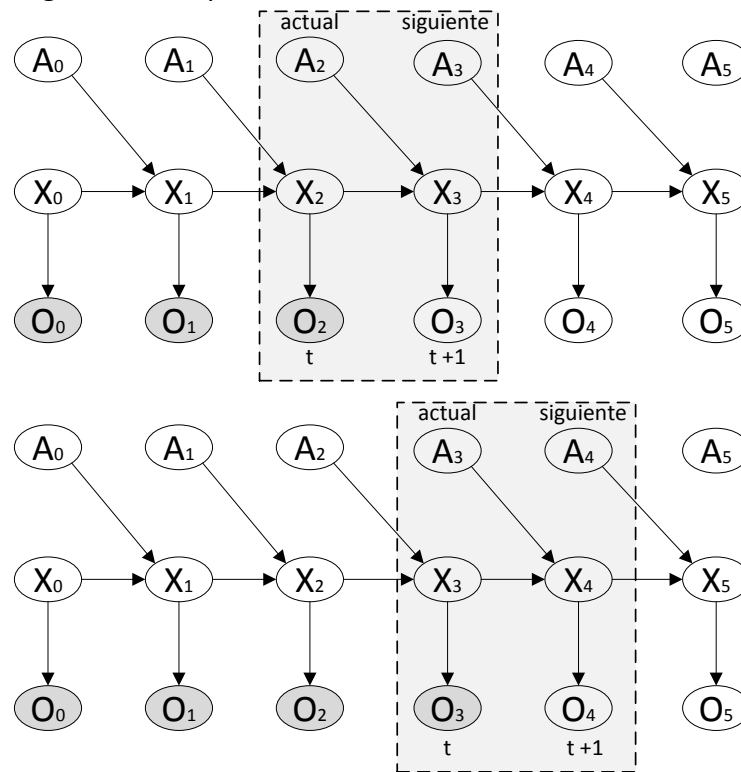 actual siguiente
A0 A1 A2 A3 A4 A5
X0 X1 X2 X3 X4 X5
O0 O1 O2 O3 O4 O5
t t +1
actual siguiente
A0 A1 A2 A3 A4 A5
X0 X1 X2 X3 X4 X5
O0 O1 O2 O3 O4 O5
t t +1